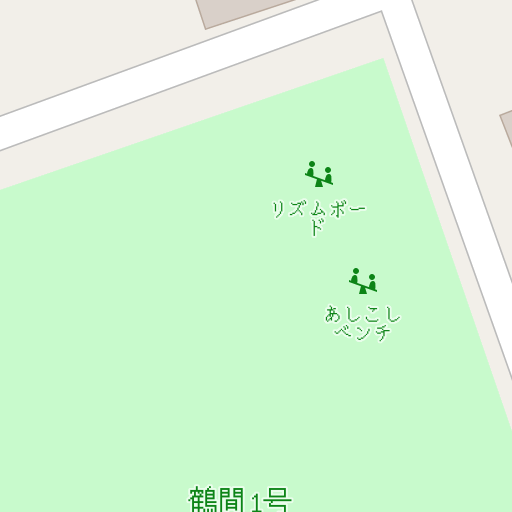 リズムボー
ド
あしこし
ベンチ
鶴間1号